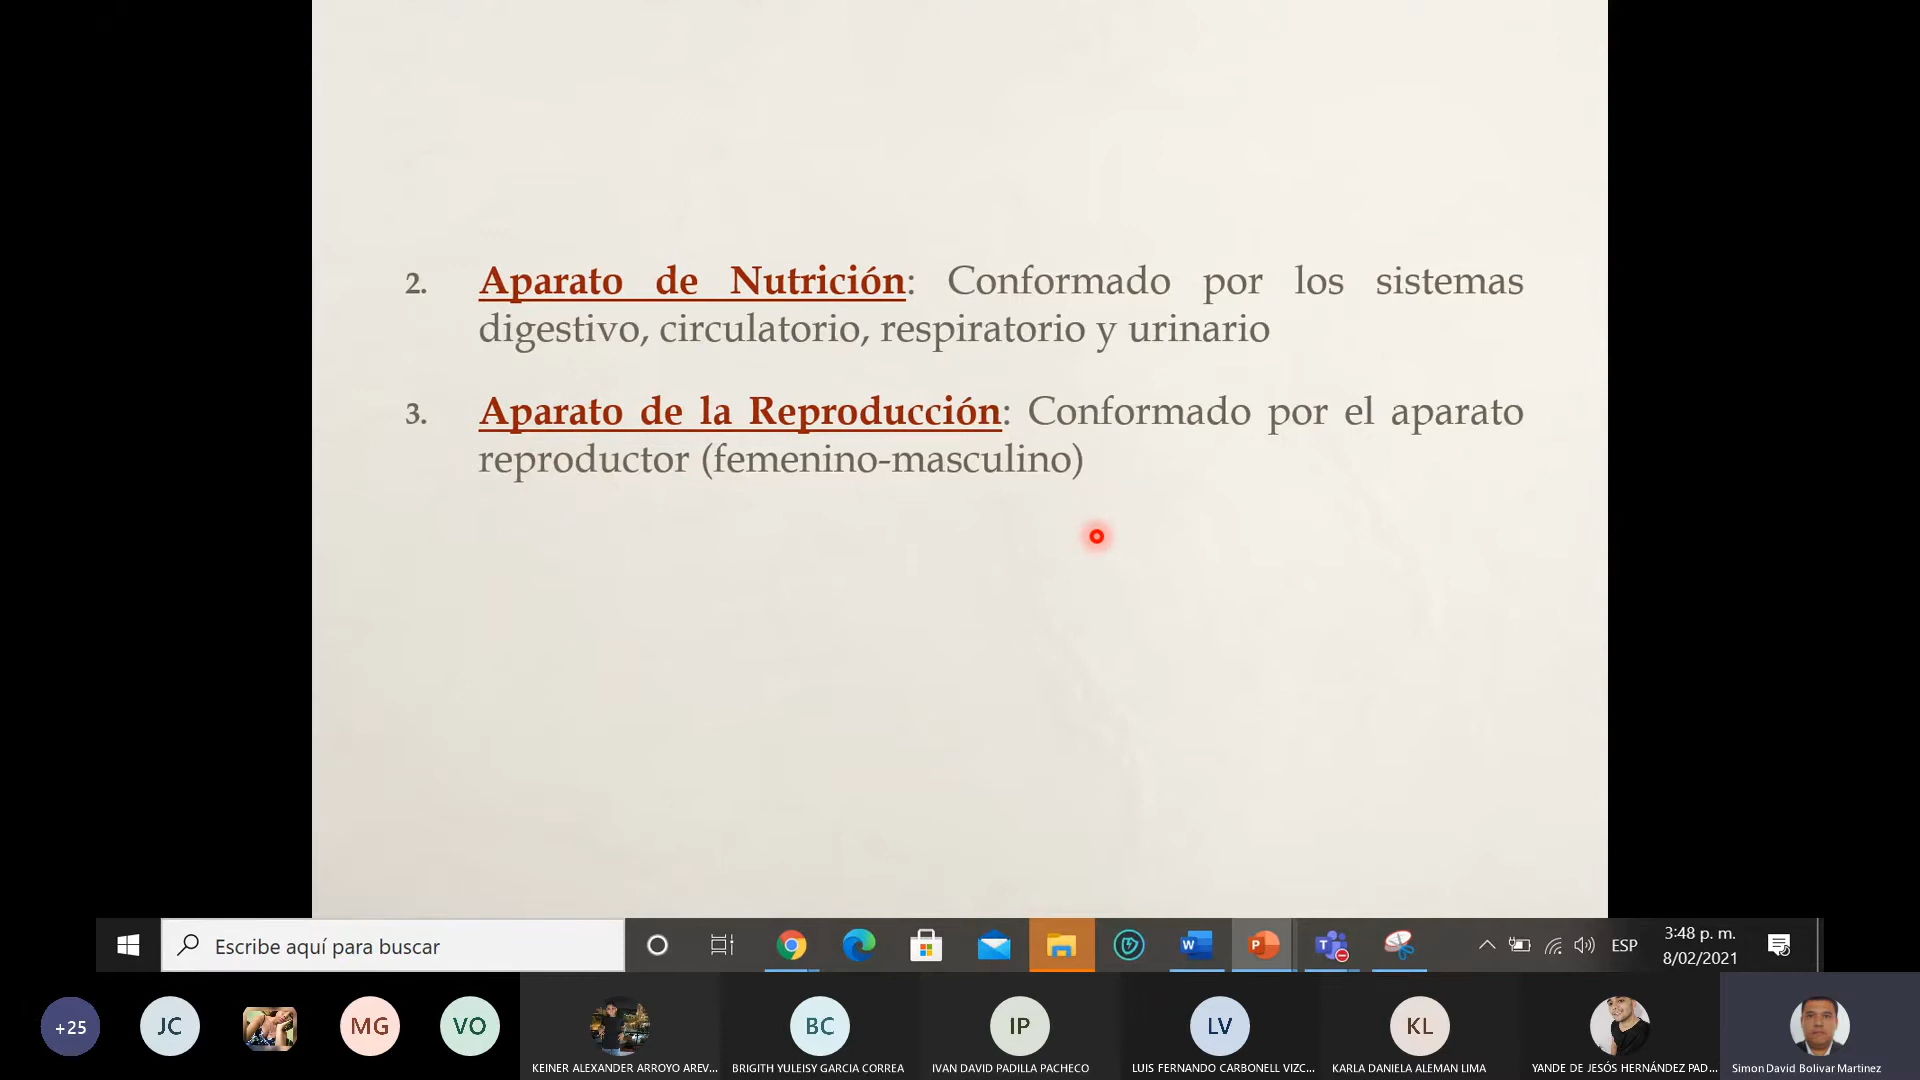 2. Aparato de Nutrición: Conformado por los sistemas
digestivo, circulatorio, respiratorio y urinario
3. Aparato de la Reproducción: Conformado por el aparato
reproductor (femenino-masculino)
Escribe aquí para buscar
ESP
3:48 p. m.
8/02/2021
+25
JC
MG
VO
BC
IP
LV
KL
KEINER ALEXANDER ARROYO AREV...
BRIGITH YULEISY GARCIA CORREA
IVAN DAVID PADILLA PACHECO
LUIS FERNANDO CARBONELL VIZC...
KARLA DANIELA ALEMAN LIMA
YANDE DE JESÚS HERNÁNDEZ PAD...
Simon David Bolivar Martinez